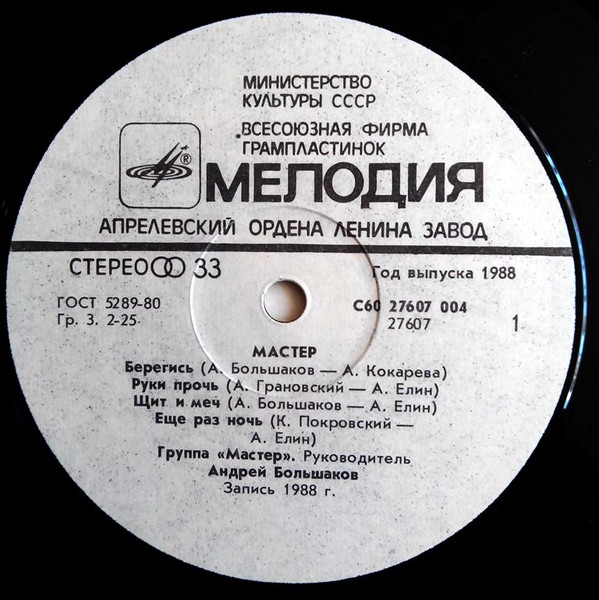 МИНИСТЕРСТВО
КУЛЬТУРЫ СССР
ВСЕСОЮЗНАЯ ФИРМА
ГРАМПЛАСТИНОК
®
МЕЛОДИЯ
АПРЕЛЕВСКИЙ ОРДЕНА ЛЕНИНА ЗАВОД
СТЕРЕО 33
Год выпуска 1988
ГОСТ 5289-80
Гр. 3. 2-25
С60 27607 004
27607
1
МАСТЕР
Берегись (А. Большаков — А. Кокарева)
Руки прочь (А. Грановский — А. Елин)
Щит и меч (А. Большаков — А. Елин)
Еще раз ночь (К. Покровский —
А. Елин)
Группа «Мастер». Руководитель
Андрей Большаков
Запись 1988 г.